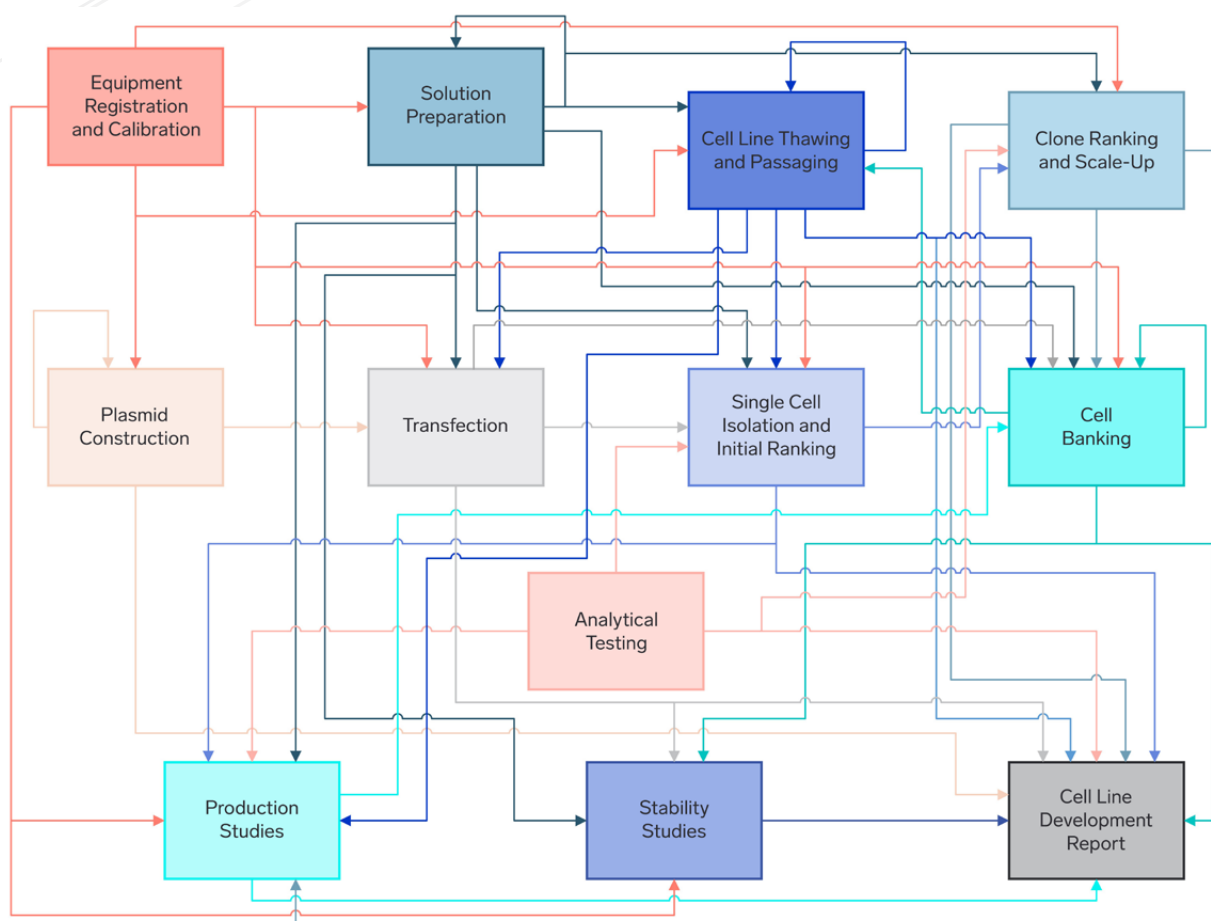 Equipment
Registration
and Calibration
Solution
Preparation
Cell Line Thawing
and Passaging
Clone Ranking
and Scale-Up
Plasmid
Construction
Transfection
Single Cell
Isolation and
Initial Ranking
Cell
Banking
Analytical
Testing
Production
Studies
Stability
Studies
Cell Line
Development
Report